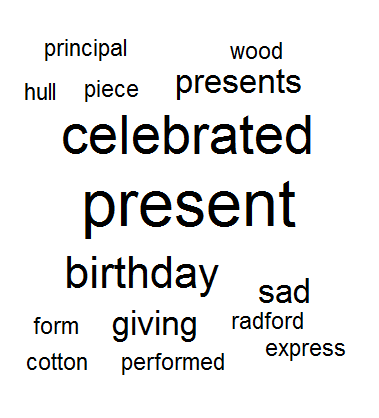 principal wood
hull piece presents
celebrated
present
birthday
sad
form giving radford
cotton performed express